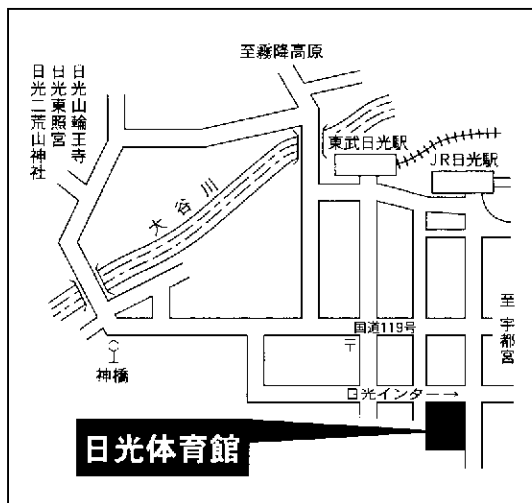 至霧降高原
日光山輪王寺
日光東照宮
日光二荒山神社
東武日光駅
JR日光駅
大谷川
国道119号
〒
至宇都宮
神橋
日光インター→
日光体育館